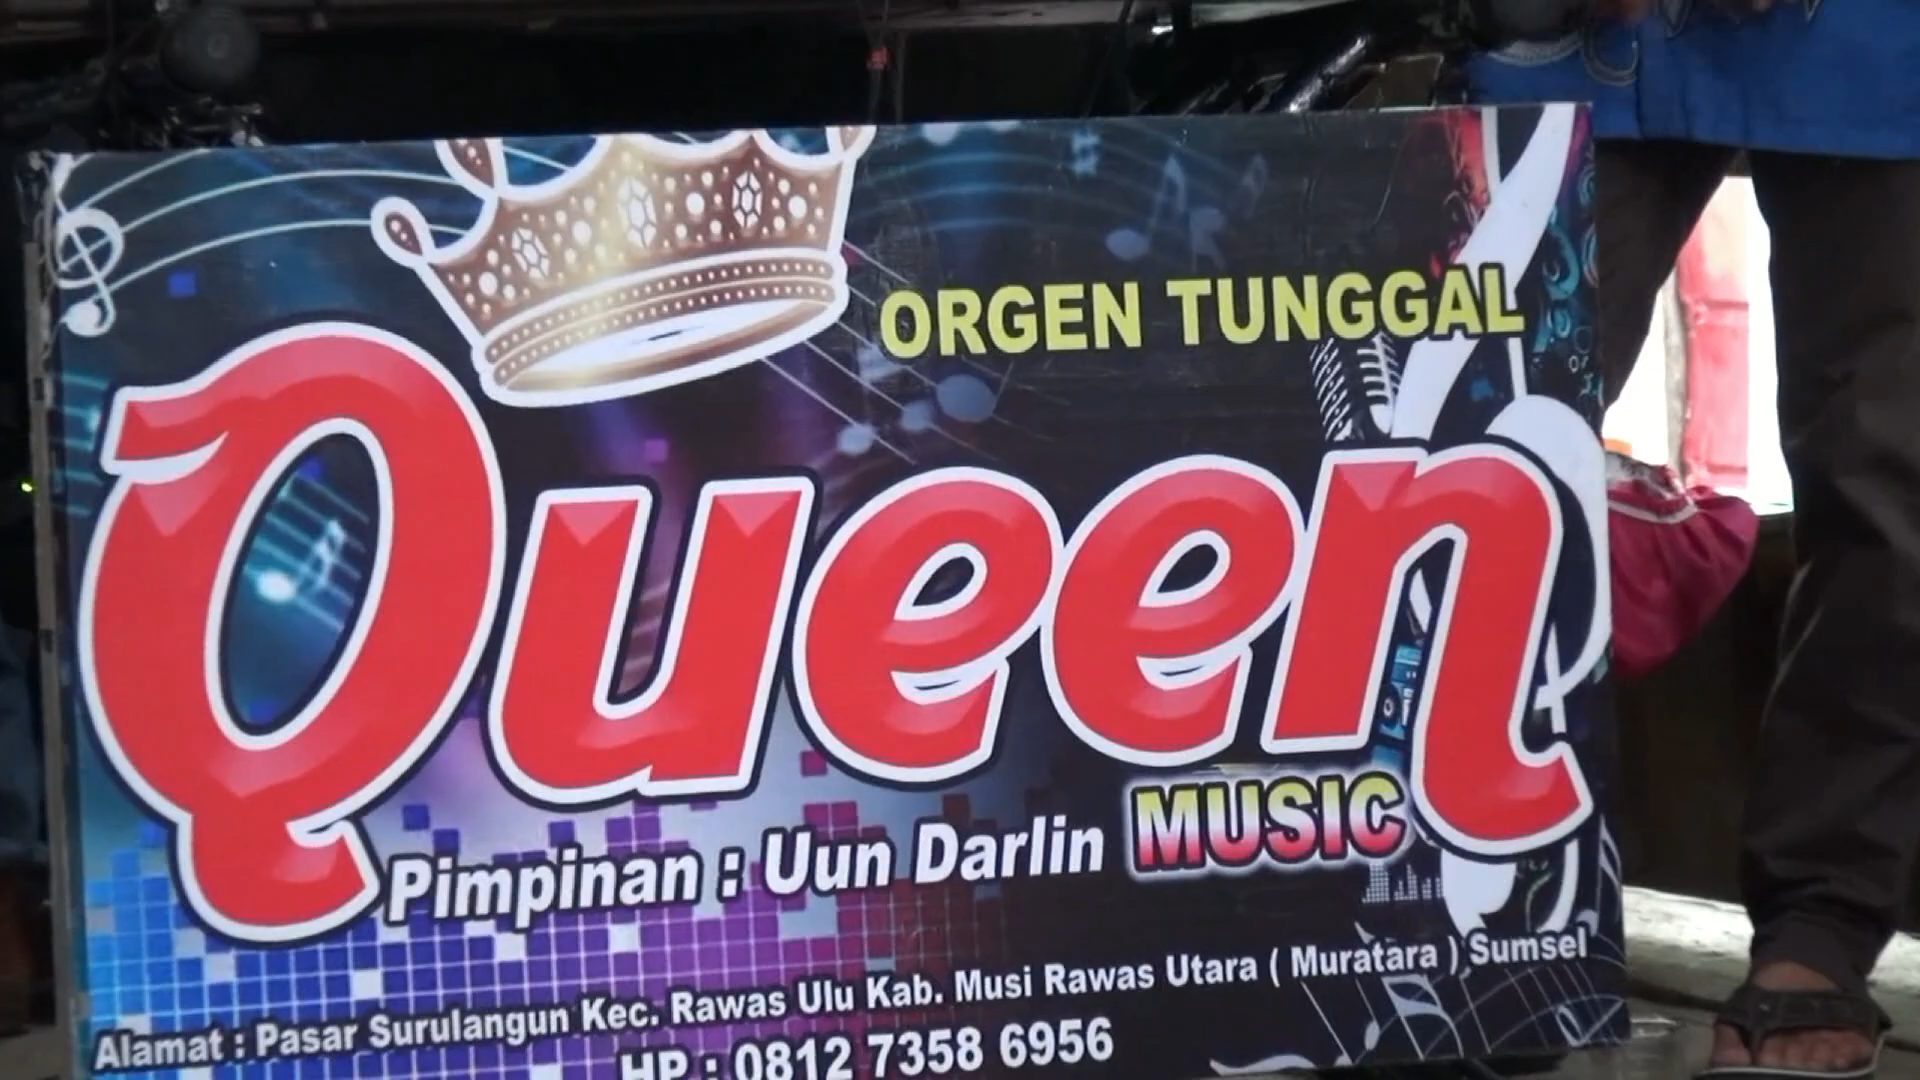 ORGEN TUNGGAL
Queen
MUSIC
Pimpinan : Uun Darlin
Alamat : Pasar Surulangun Kec. Rawas Ulu Kab. Musi Rawas Utara ( Muratara ) Sumsel
HP : 0812 7358 6956